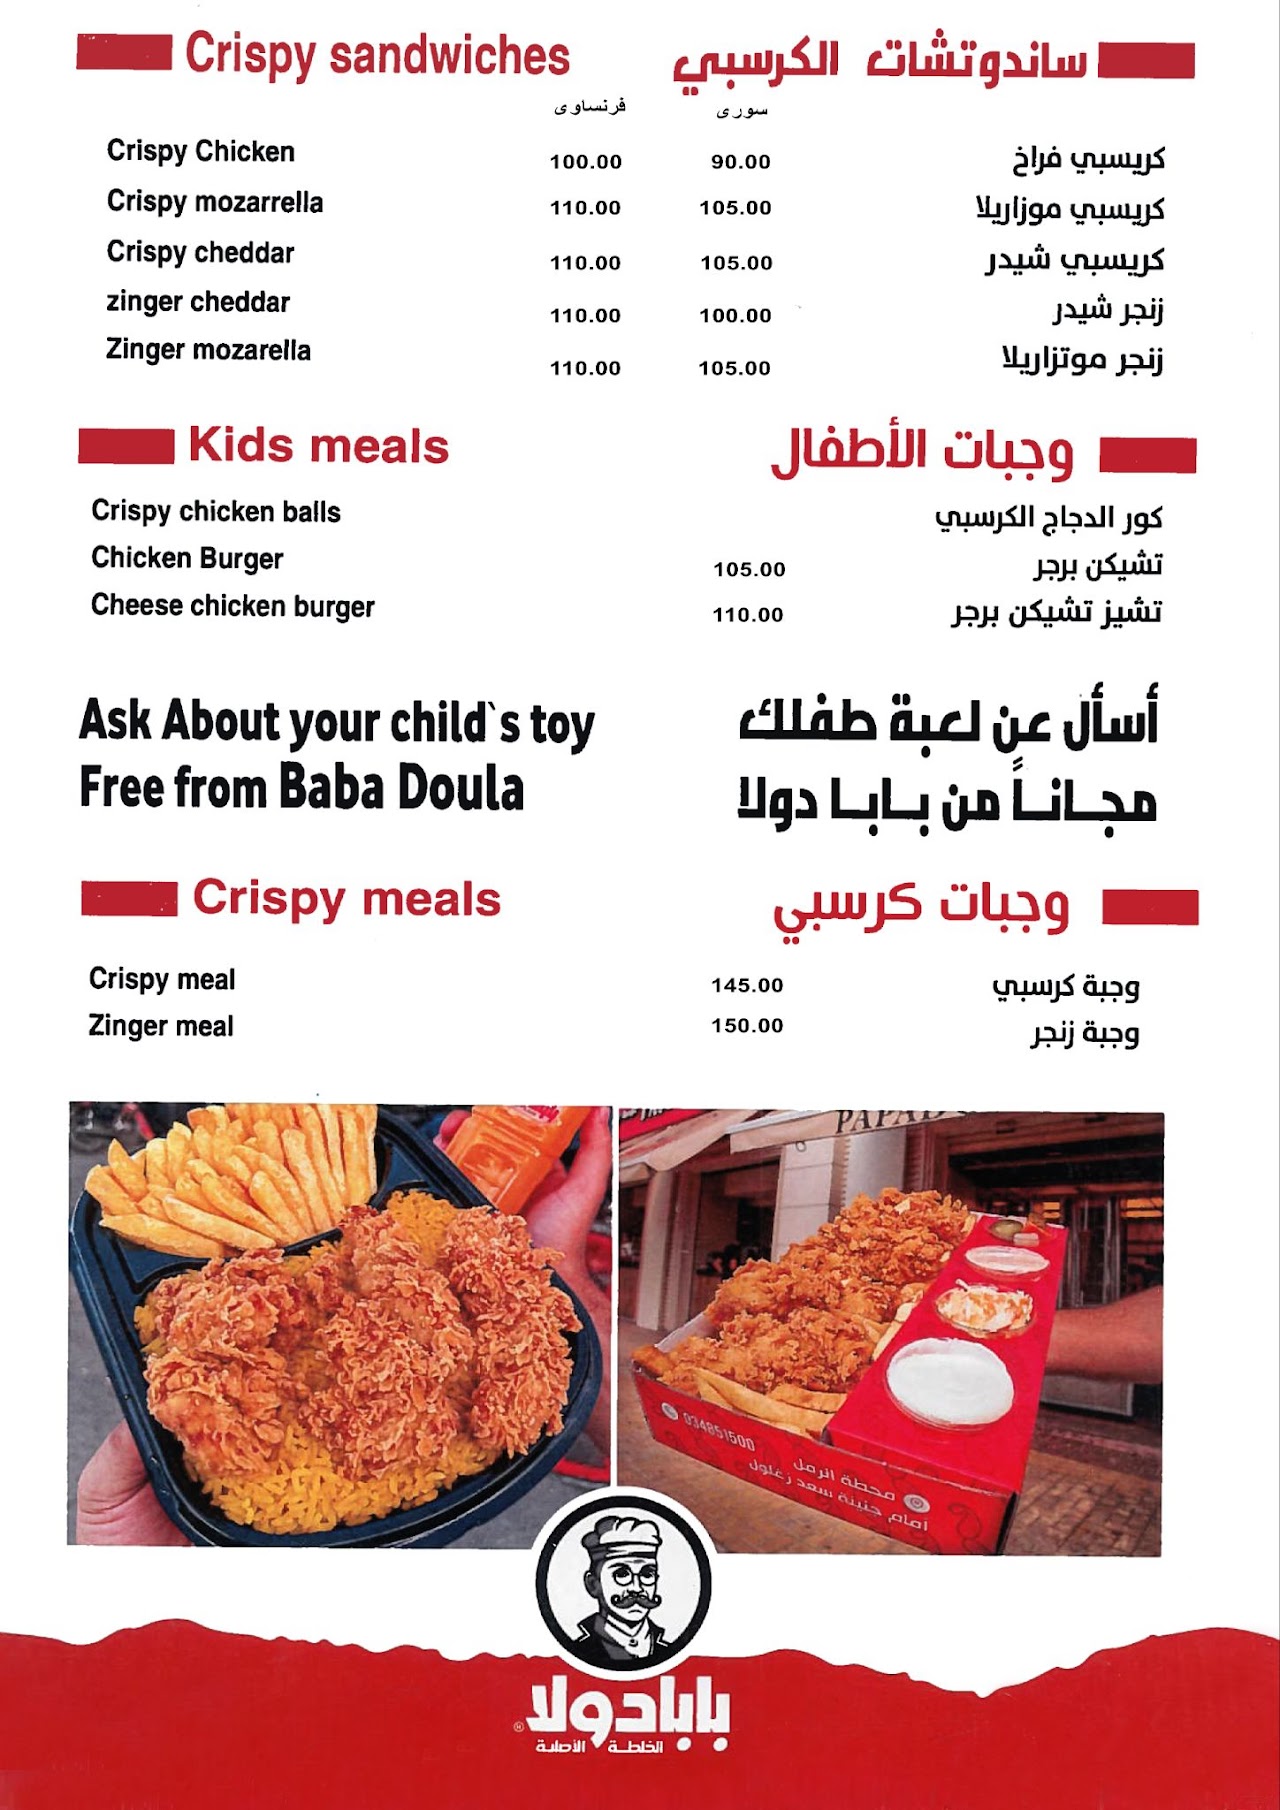 Crispy sandwiches ساندوتشات الكرسبي
فرنساوى سورى
Crispy Chicken 100.00 90.00 كريسبي فراخ
Crispy mozarrella 110.00 105.00 كريسبي موزاريلا
Crispy cheddar 110.00 105.00 كريسبي شيدر
zinger cheddar 110.00 100.00 زنجر شيدر
Zinger mozarella 110.00 105.00 زنجر موتزاريلا
Kids meals وجبات الأطفال
Crispy chicken balls كور الدجاج الكرسبي
Chicken Burger 105.00 تشيكن برجر
Cheese chicken burger 110.00 تشيز تشيكن برجر
Ask About your child`s toy أسأل عن لعبة طفلك
Free from Baba Doula مجاناً من بابا دولا
Crispy meals وجبات كرسبي
Crispy meal 145.00 وجبة كرسبي
Zinger meal 150.00 وجبة زنجر
034851500
محطة الرمل
أمام جنينة سعد زغلول
بابادولا
الخلطة الأصلية
®